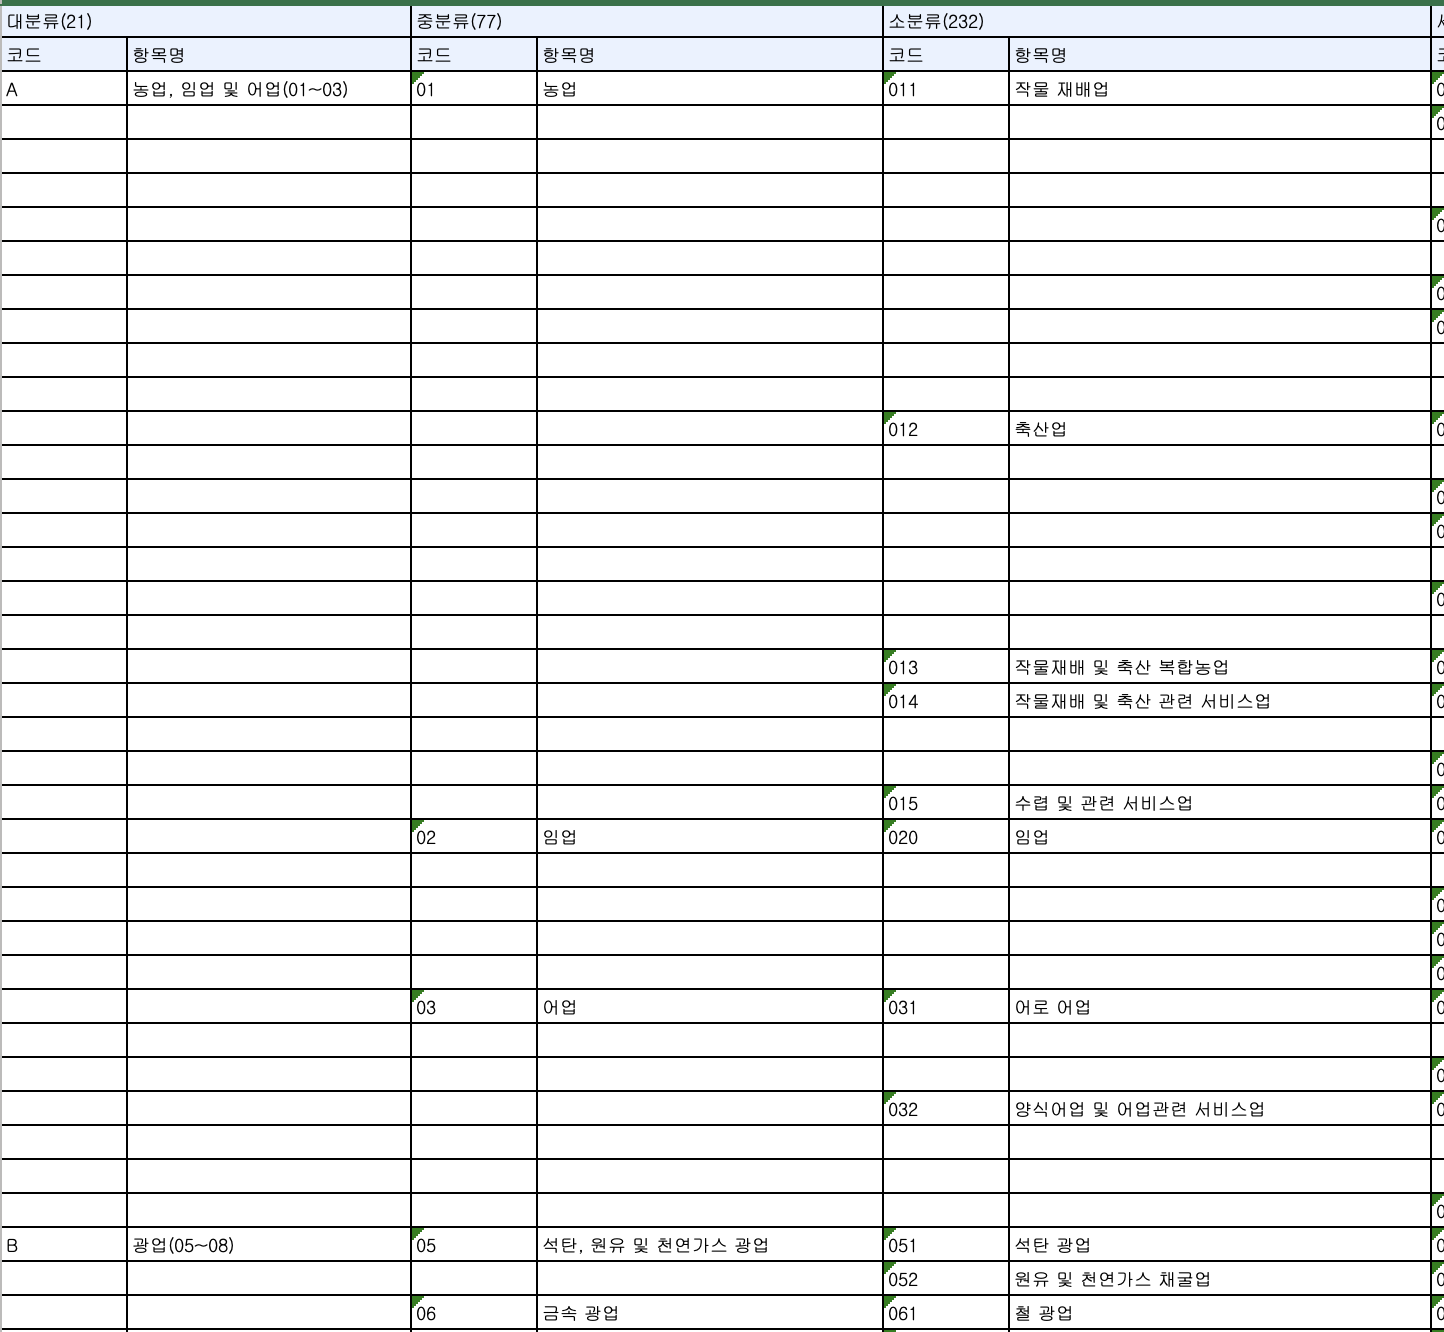 대분류(21) 중분류(77) 소분류(232)
코드 항목명 코드 항목명 코드 항목명
A 농업, 임업 및 어업(01~03) 01 농업 011 작물 재배업
012 축산업
013 작물재배 및 축산 복합농업
014 작물재배 및 축산 관련 서비스업
015 수렵 및 관련 서비스업
02 임업 020 임업
03 어업 031 어로 어업
032 양식어업 및 어업관련 서비스업
B 광업(05~08) 05 석탄, 원유 및 천연가스 광업 051 석탄 광업
052 원유 및 천연가스 채굴업
06 금속 광업 061 철 광업